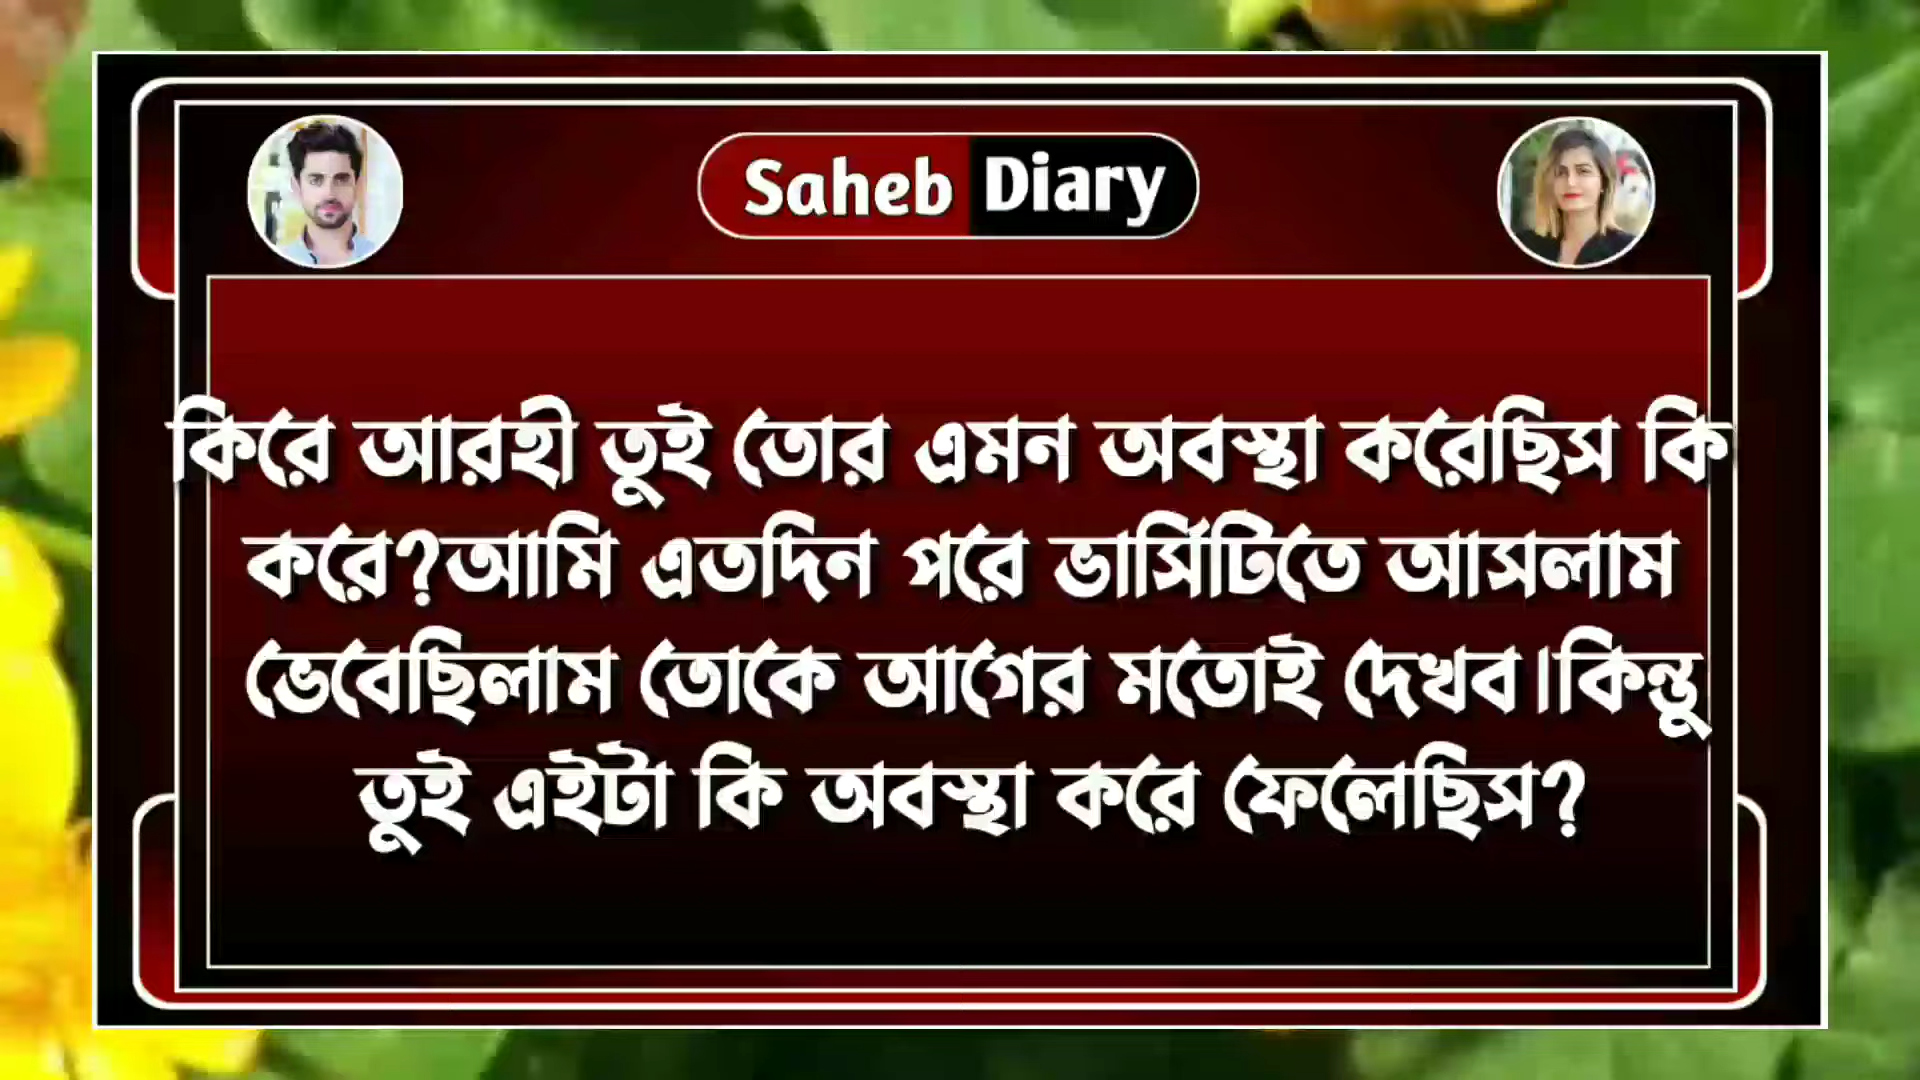 Saheb Diary
কিরে আরহী তুই তোর এমন অবস্থা করেছিস কি
করে?আমি এতদিন পরে ভার্সিটিতে আসলাম
ভেবেছিলাম তোকে আগের মতোই দেখব।কিন্তু
তুই এইটা কি অবস্থা করে ফেলেছিস?